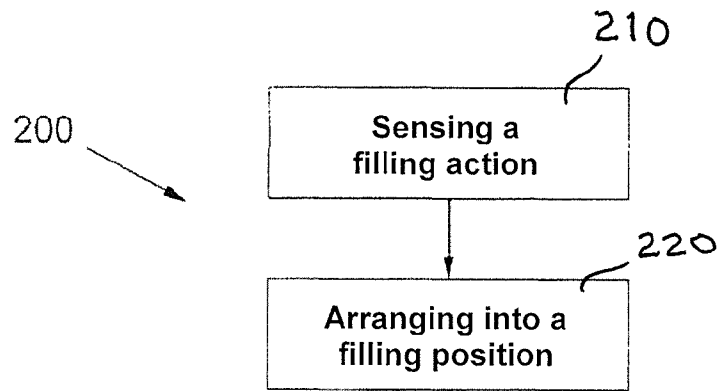 210
200
Sensing a
filling action
220
Arranging into a
filling position